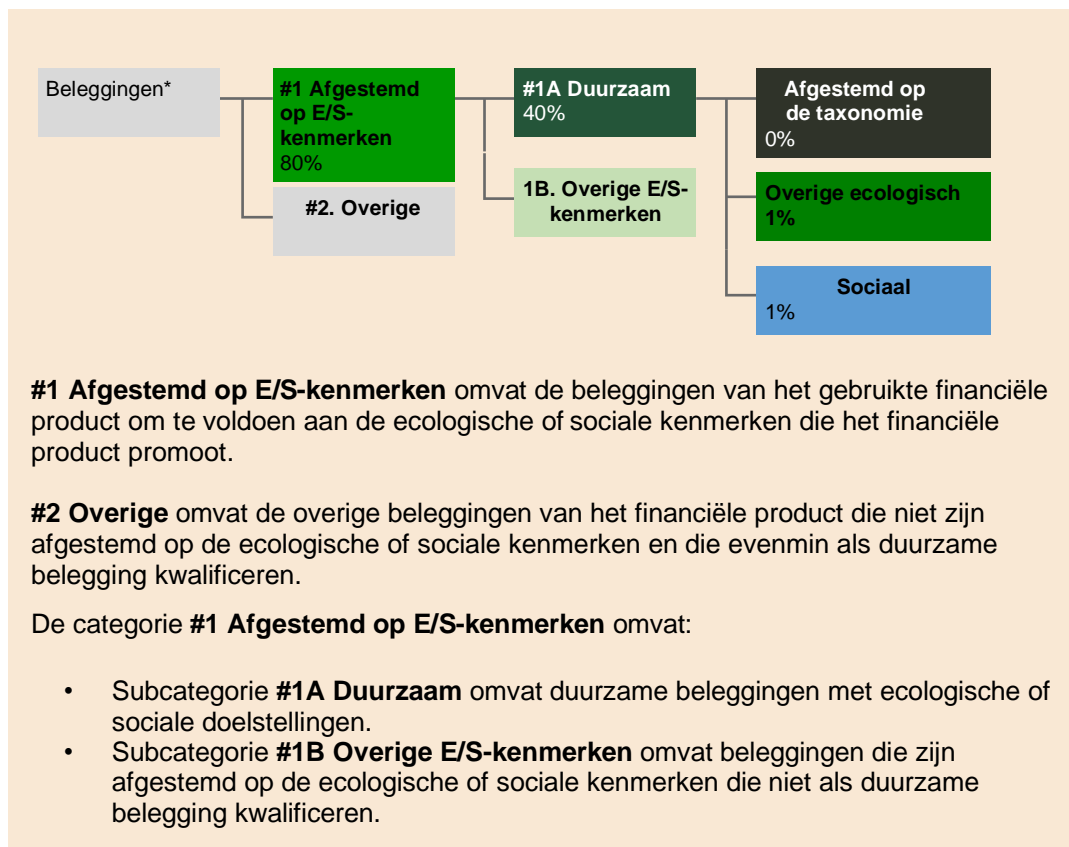 Beleggingen*
#1 Afgestemd
op E/S-
kenmerken
80%
#2. Overige
#1A Duurzaam
40%
1B. Overige E/S-
kenmerken
Afgestemd op
de taxonomie
0%
Overige ecologisch
1%
Sociaal
1%
#1 Afgestemd op E/S-kenmerken omvat de beleggingen van het gebruikte financiële
product om te voldoen aan de ecologische of sociale kenmerken die het financiële
product promoot.
#2 Overige omvat de overige beleggingen van het financiële product die niet zijn
afgestemd op de ecologische of sociale kenmerken en die evenmin als duurzame
belegging kwalificeren.
De categorie #1 Afgestemd op E/S-kenmerken omvat:
• Subcategorie #1A Duurzaam omvat duurzame beleggingen met ecologische of
sociale doelstellingen.
• Subcategorie #1B Overige E/S-kenmerken omvat beleggingen die zijn
afgestemd op de ecologische of sociale kenmerken die niet als duurzame
belegging kwalificeren.